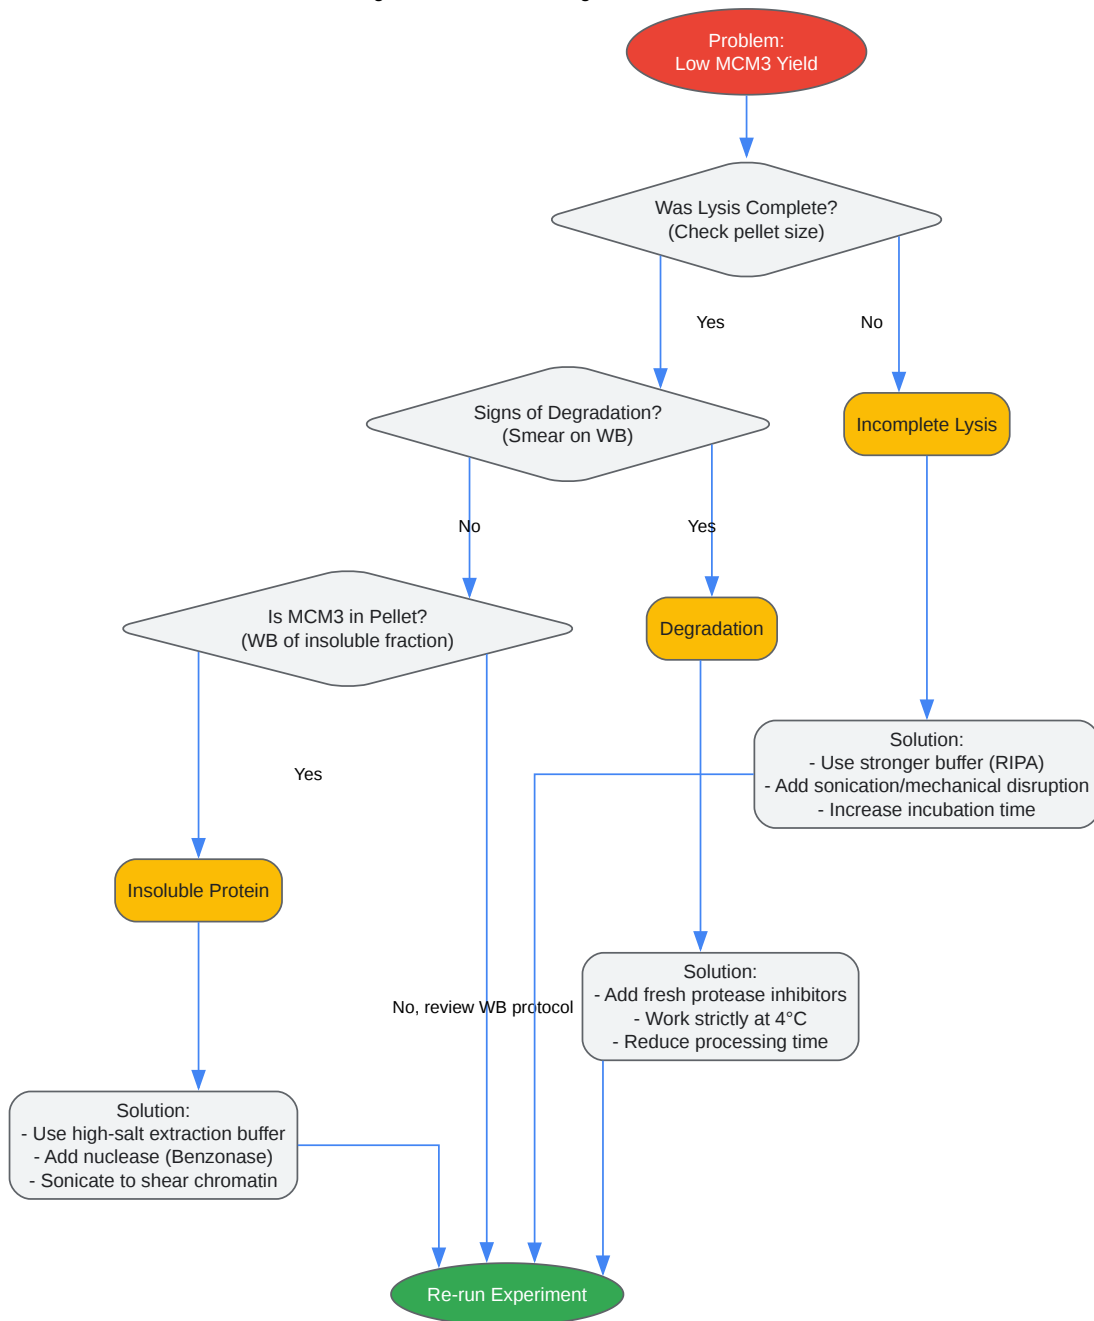 Problem:
Low MCM3 Yield
Was Lysis Complete?
(Check pellet size)
Yes
No
Signs of Degradation?
(Smear on WB)
Incomplete Lysis
No
Yes
Is MCM3 in Pellet?
(WB of insoluble fraction)
Degradation
Solution:
- Use stronger buffer (RIPA)
- Add sonication/mechanical disruption
- Increase incubation time
Yes
Insoluble Protein
Solution:
- Add fresh protease inhibitors
- Work strictly at 4°C
- Reduce processing time
No, review WB protocol
Solution:
- Use high-salt extraction buffer
- Add nuclease (Benzonase)
- Sonicate to shear chromatin
Re-run Experiment